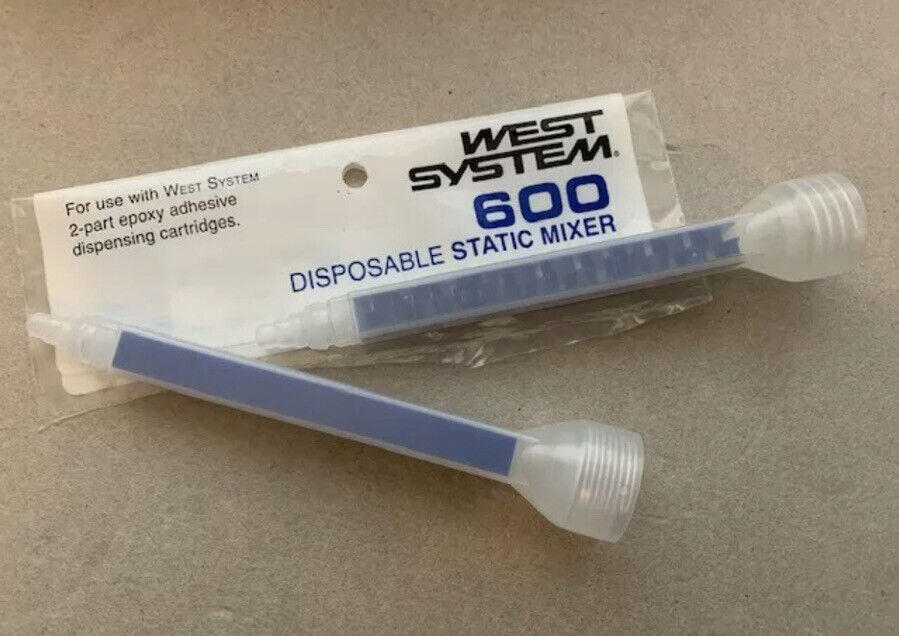 For use with WEST SYSTEM
2-part epoxy adhesive
dispensing cartridges.
WEST
SYSTEM®
600
DISPOSABLE STATIC MIXER